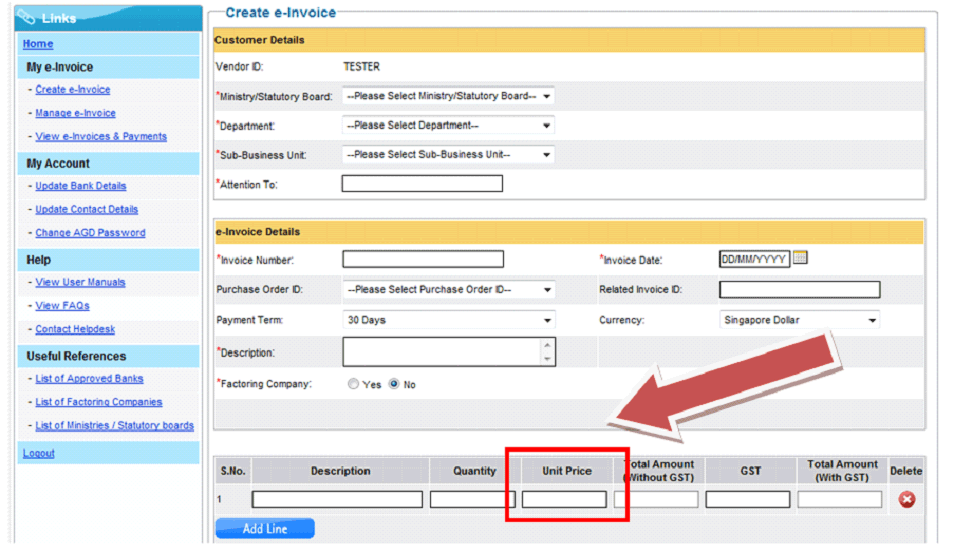 Links
Home
My e-Invoice
- Create e-Invoice
- Manage e-Invoice
- View e-Invoices & Payments
My Account
- Update Bank Details
- Update Contact Details
- Change AGD Password
Help
- View User Manuals
- View FAQs
- Contact Helpdesk
Useful References
- List of Approved Banks
- List of Factoring Companies
- List of Ministries / Statutory boards
Logout
Create e-Invoice
Customer Details
Vendor ID: TESTER
*Ministry/Statutory Board: --Please Select Ministry/Statutory Board--
*Department: --Please Select Department--
*Sub-Business Unit: --Please Select Sub-Business Unit--
*Attention To:
e-Invoice Details
*Invoice Number: *Invoice Date: DD/MM/YYYY
Purchase Order ID: --Please Select Purchase Order ID-- Related Invoice ID:
Payment Term: 30 Days Currency: Singapore Dollar
*Description:
*Factoring Company: Yes No
S.No. Description Quantity Unit Price Total Amount (Without GST) GST Total Amount (With GST) Delete
1
Add Line